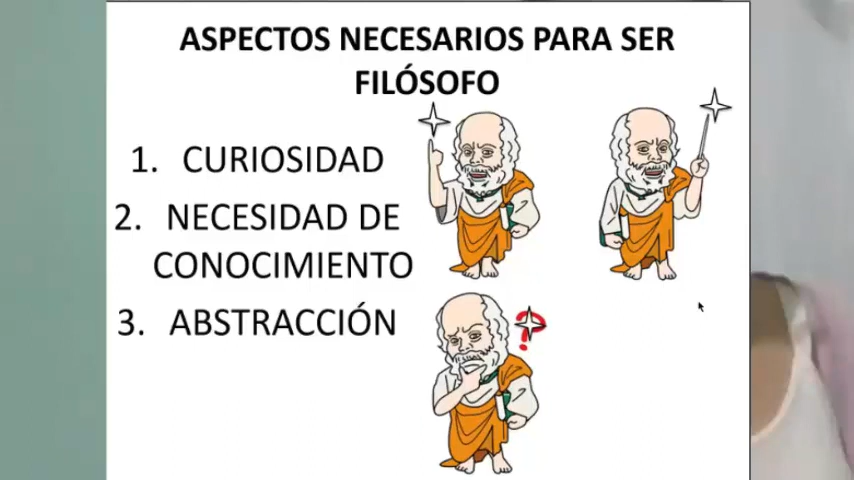 ASPECTOS NECESARIOS PARA SER
FILÓSOFO
1. CURIOSIDAD
2. NECESIDAD DE
CONOCIMIENTO
3. ABSTRACCIÓN
?